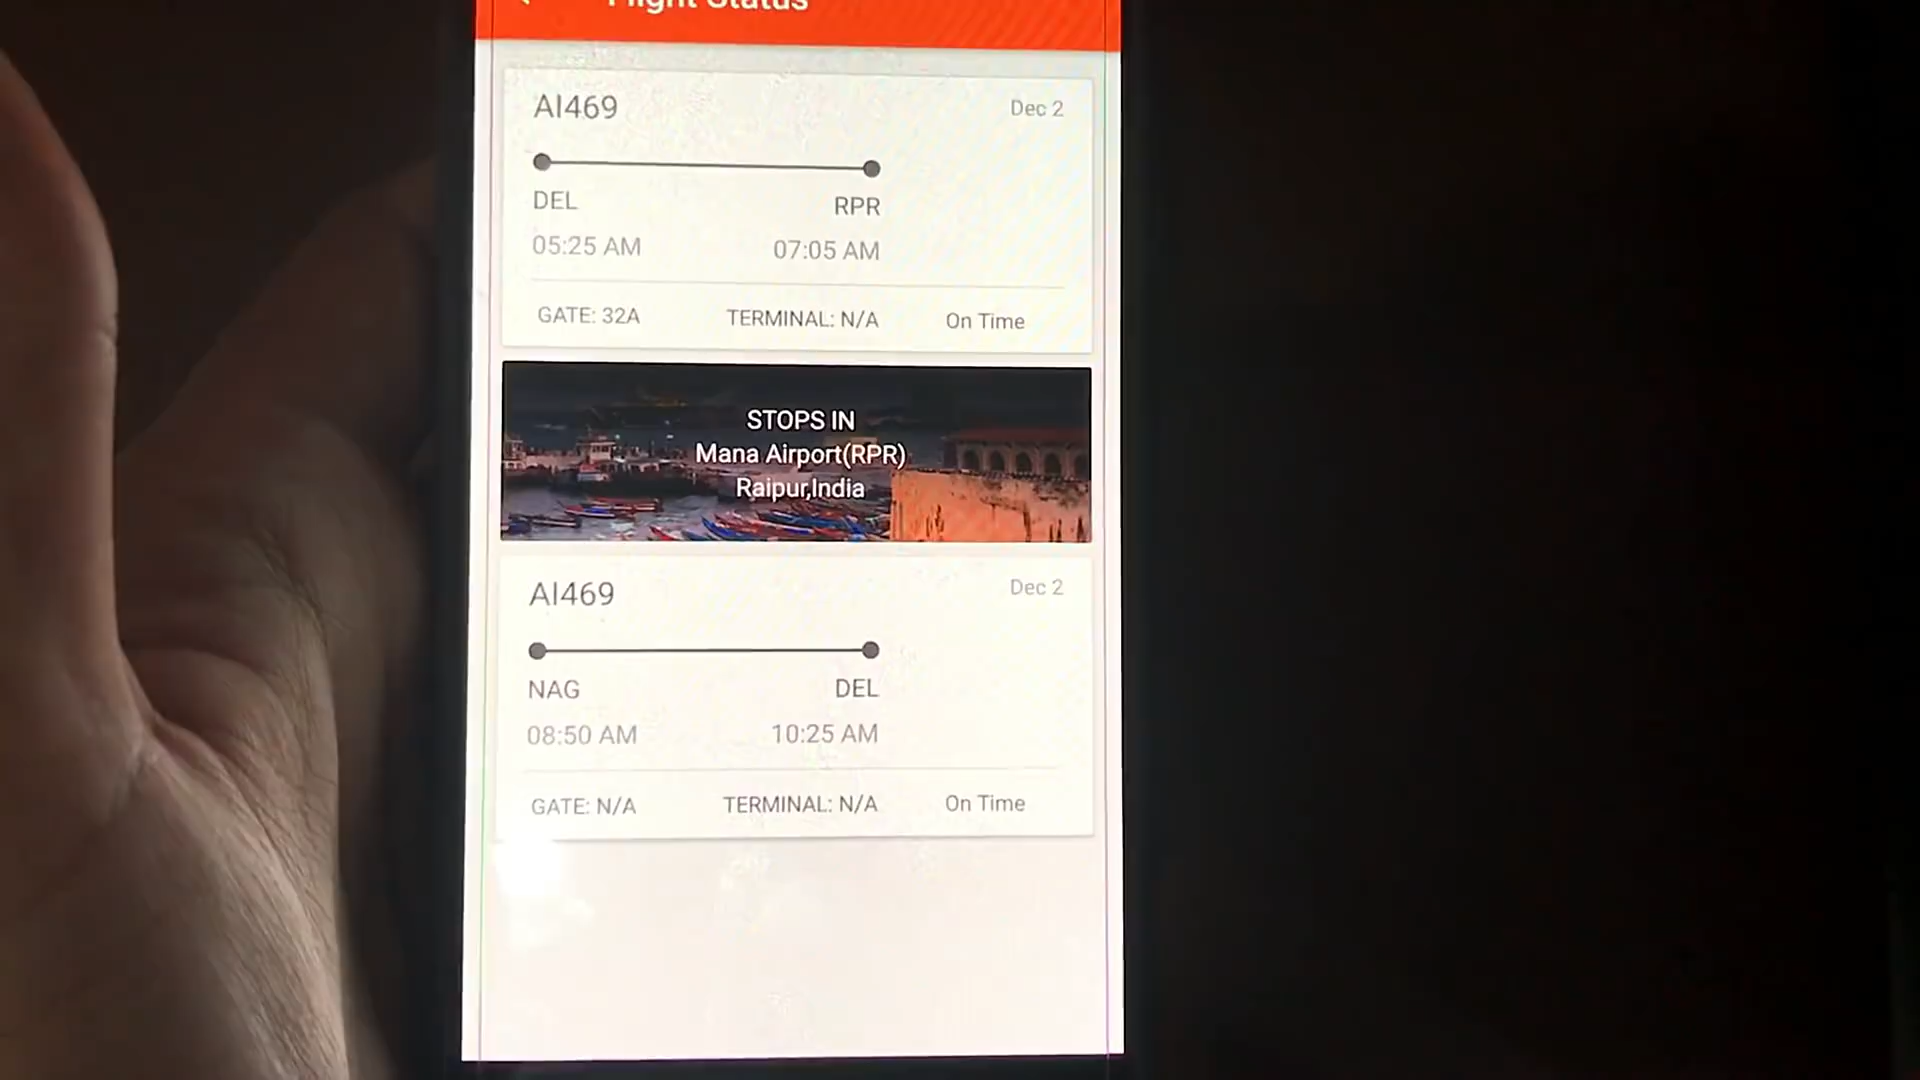 Flight Status
AI469
Dec 2
DEL
RPR
05:25 AM
07:05 AM
GATE: 32A
TERMINAL: N/A
On Time
STOPS IN
Mana Airport(RPR)
Raipur,India
AI469
Dec 2
NAG
DEL
08:50 AM
10:25 AM
GATE: N/A
TERMINAL: N/A
On Time